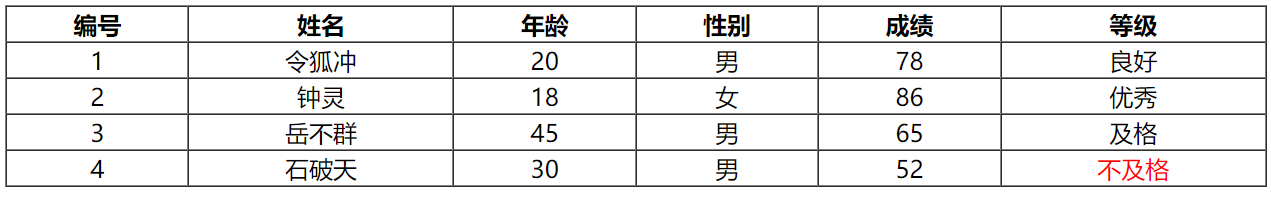 编号 姓名 年龄 性别 成绩 等级
1 令狐冲 20 男 78 良好
2 钟灵 18 女 86 优秀
3 岳不群 45 男 65 及格
4 石破天 30 男 52 不及格